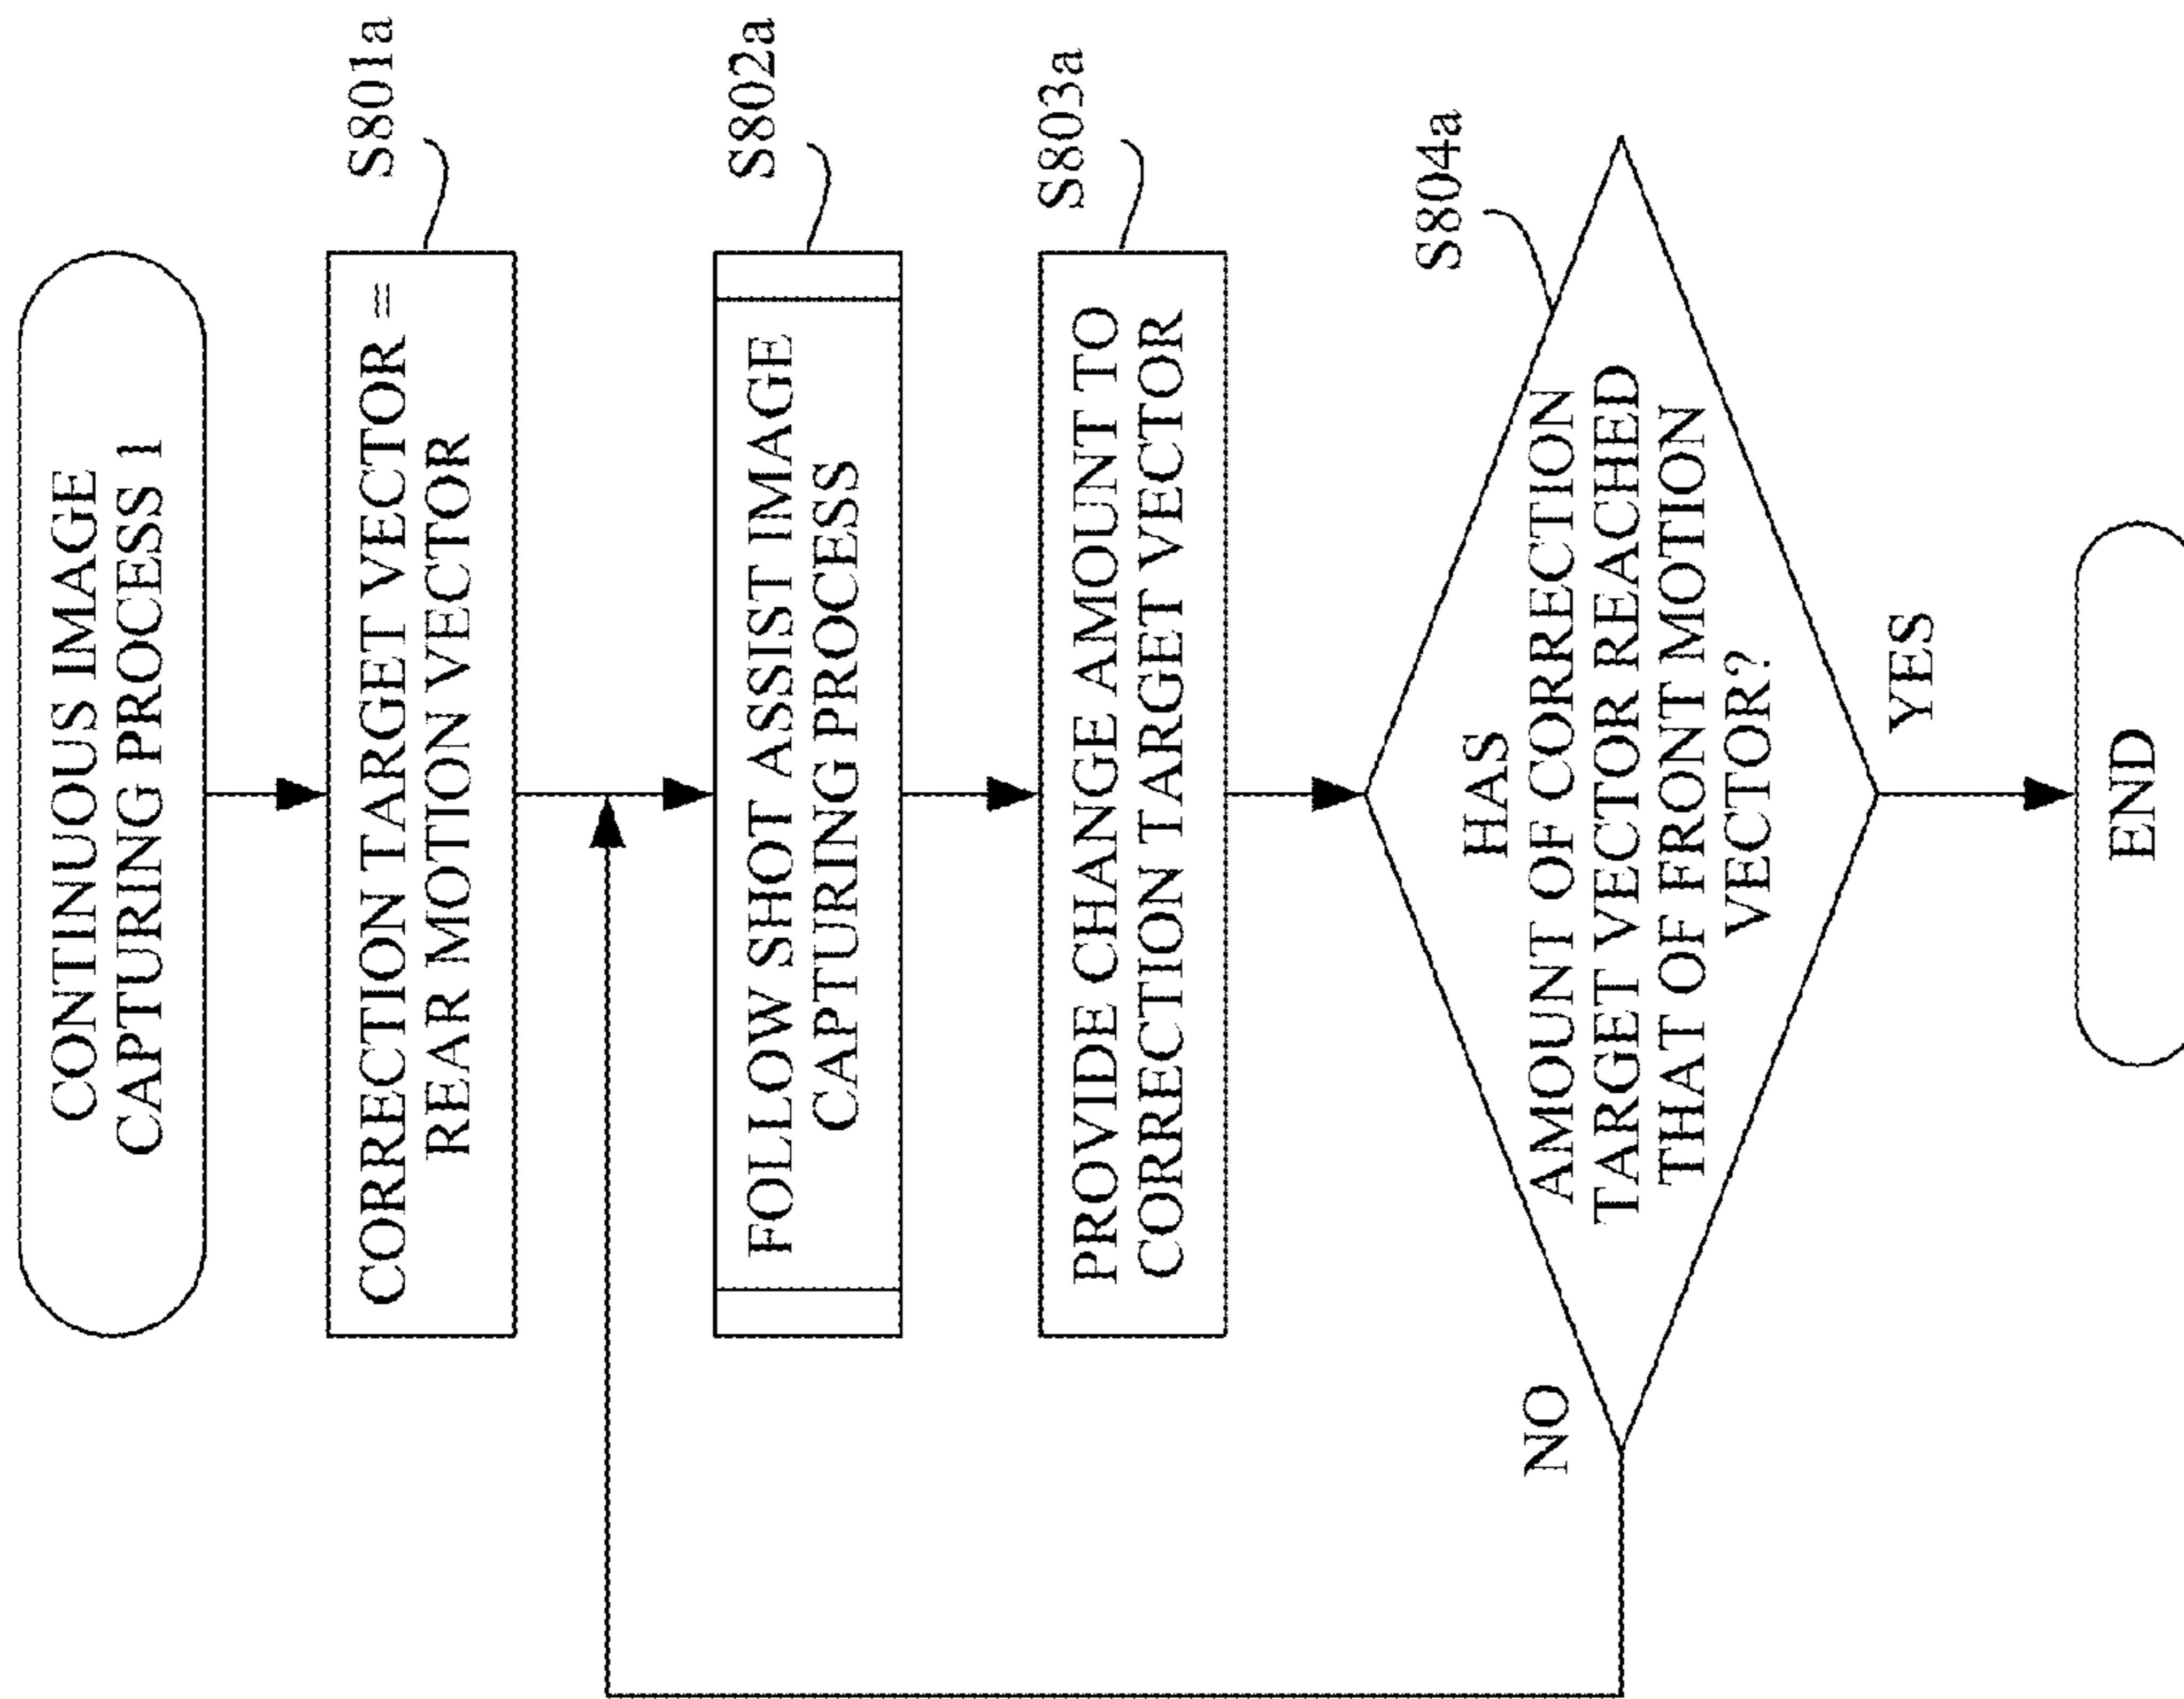 CONTINUOUS IMAGE
CAPTURING PROCESS 1
S801a
CORRECTION TARGET VECTOR =
REAR MOTION VECTOR
S802a
FOLLOW SHOT ASSIST IMAGE
CAPTURING PROCESS
S803a
PROVIDE CHANGE AMOUNT TO
CORRECTION TARGET VECTOR
S804a
HAS
AMOUNT OF CORRECTION
TARGET VECTOR REACHED
THAT OF FRONT MOTION
VECTOR?
NO
YES
END